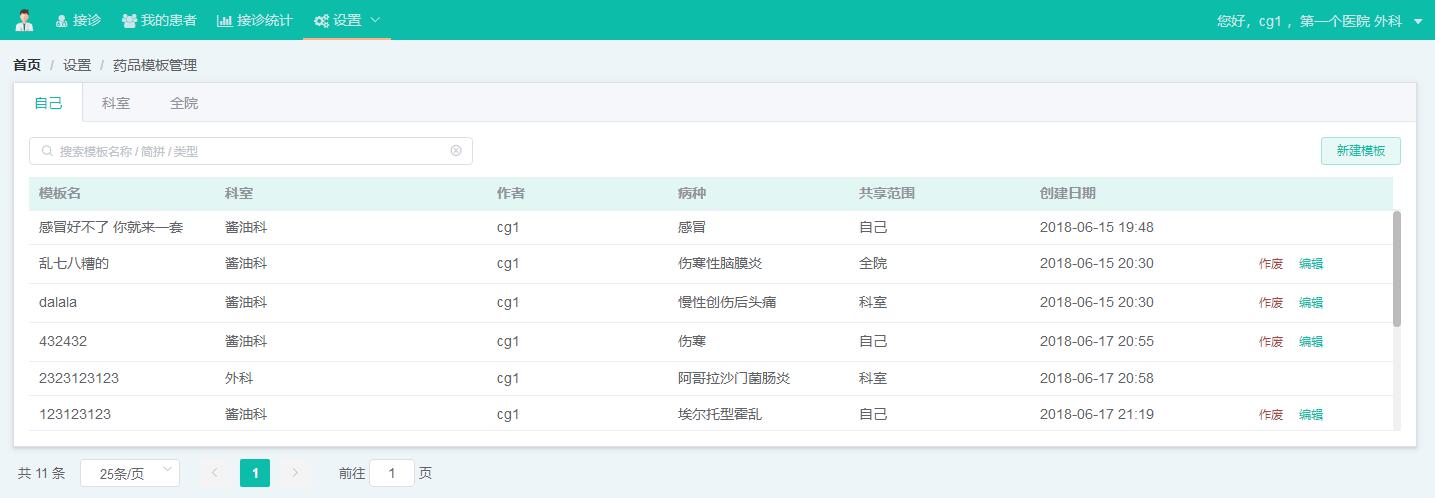 接诊 我的患者 接诊统计 设置 您好，cg1 ，第一个医院 外科
首页 / 设置 / 药品模板管理
自己 科室 全院
搜索模板名称 / 简拼 / 类型 新建模板
模板名 科室 作者 病种 共享范围 创建日期
感冒好不了 你就来一套 酱油科 cg1 感冒 自己 2018-06-15 19:48
乱七八糟的 酱油科 cg1 伤寒性脑膜炎 全院 2018-06-15 20:30 作废 编辑
dalala 酱油科 cg1 慢性创伤后头痛 科室 2018-06-15 20:30 作废 编辑
432432 酱油科 cg1 伤寒 自己 2018-06-17 20:55 作废 编辑
2323123123 外科 cg1 阿哥拉沙门菌肠炎 科室 2018-06-17 20:58
123123123 酱油科 cg1 埃尔托型霍乱 自己 2018-06-17 21:19 作废 编辑
共 11 条 25条/页 1 前往 1 页